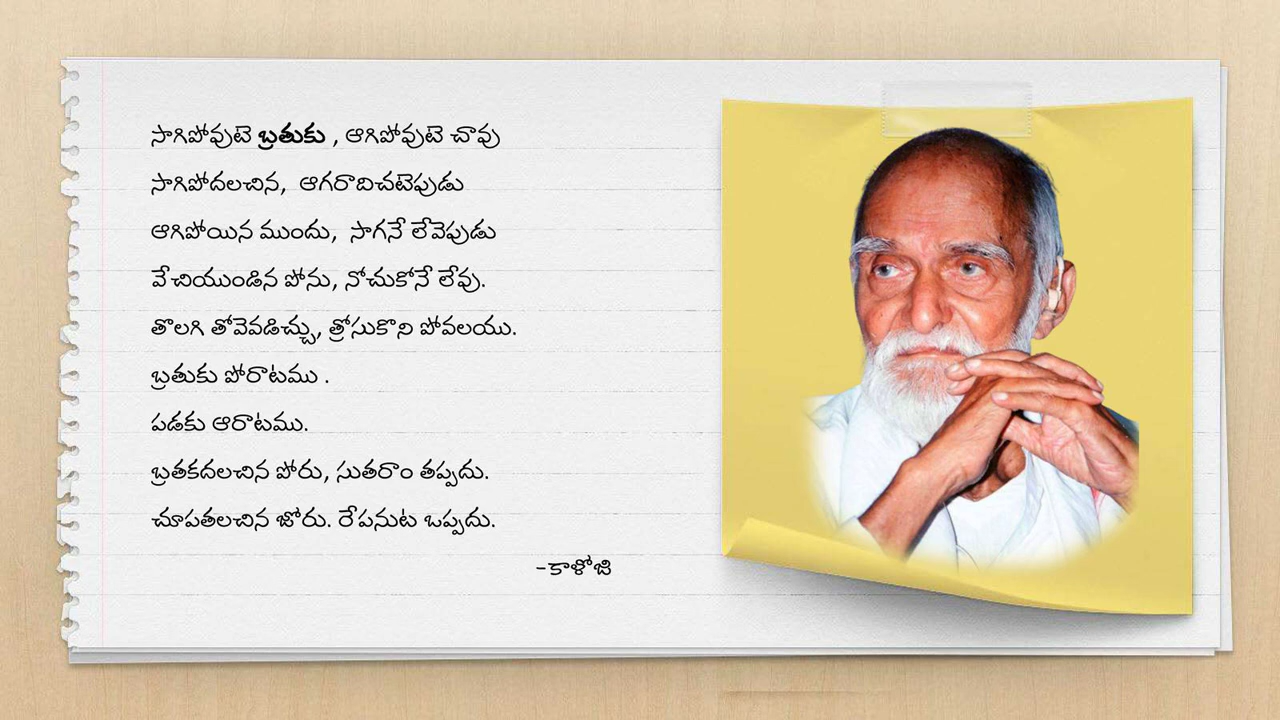 సాగిపోవుటె బ్రతుకు , ఆగిపోవుటె చావు
సాగిపోదలచిన, ఆగరాదిచటెపుడు
ఆగిపోయిన ముందు, సాగనే లేవెపుడు
వేచియుండిన పోను, నోచుకోనే లేవు.
తొలగి తోవెవడిచ్చు, త్రోసుకొని పోవలయు.
బ్రతుకు పోరాటము .
పడకు ఆరాటము.
బ్రతకదలచిన పోరు, సుతరాం తప్పదు.
చూపతలచిన జోరు. రేపనుట ఒప్పదు.
-కాళోజి